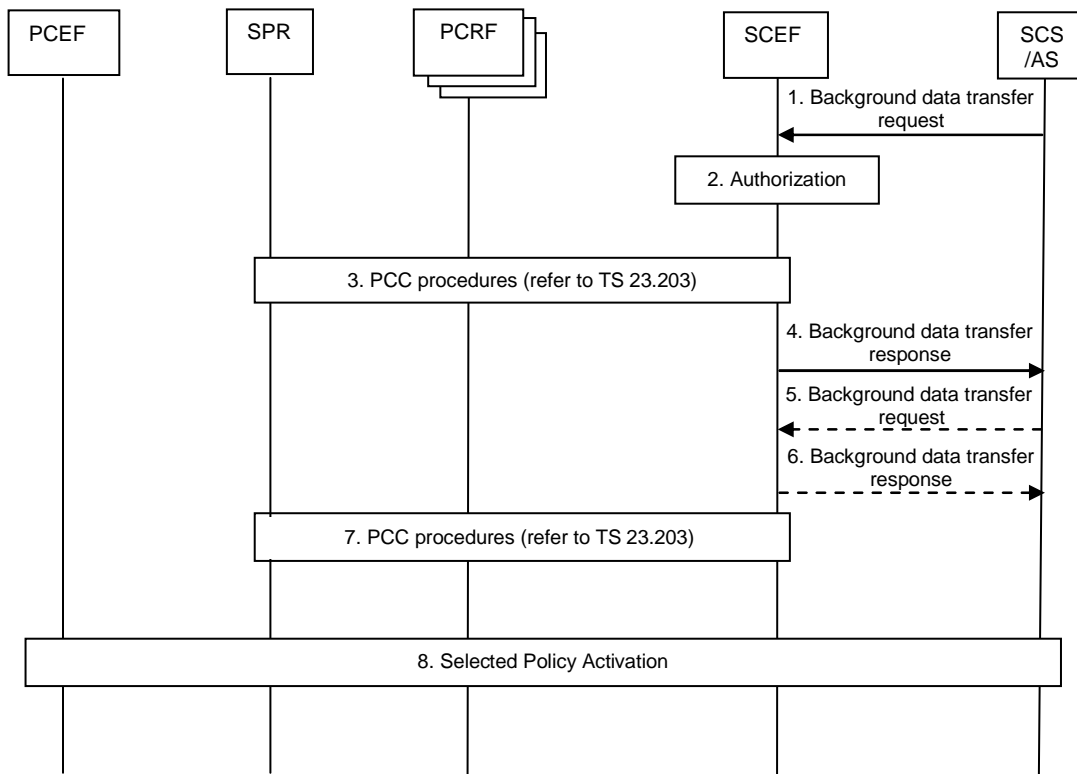 PCEF
SPR
PCRF
SCEF
SCS
/AS
1. Background data transfer
request
2. Authorization
3. PCC procedures (refer to TS 23.203)
4. Background data transfer
response
5. Background data transfer
request
6. Background data transfer
response
7. PCC procedures (refer to TS 23.203)
8. Selected Policy Activation